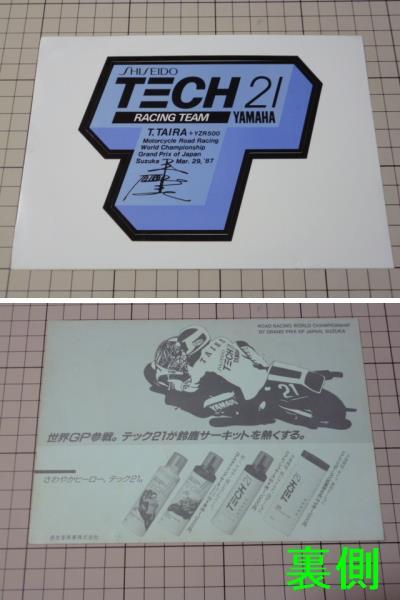 SHISEIDO
TECH 21
RACING TEAM YAMAHA
T.TAIRA + YZR500
Motorcycle Road Racing
World Championship
Grand Prix of Japan
Suzuka Mar. 29, '87
ROAD RACING WORLD CHAMPIONSHIP
'87 GRAND PRIX OF JAPAN, SUZUKA
TAIRA
TECH 21
YAMAHA
21
世界GP参戦。テック21が鈴鹿サーキットを熱くする。
さわやかヒーロー、テック21。
TECH 21
TECH 21
裏側